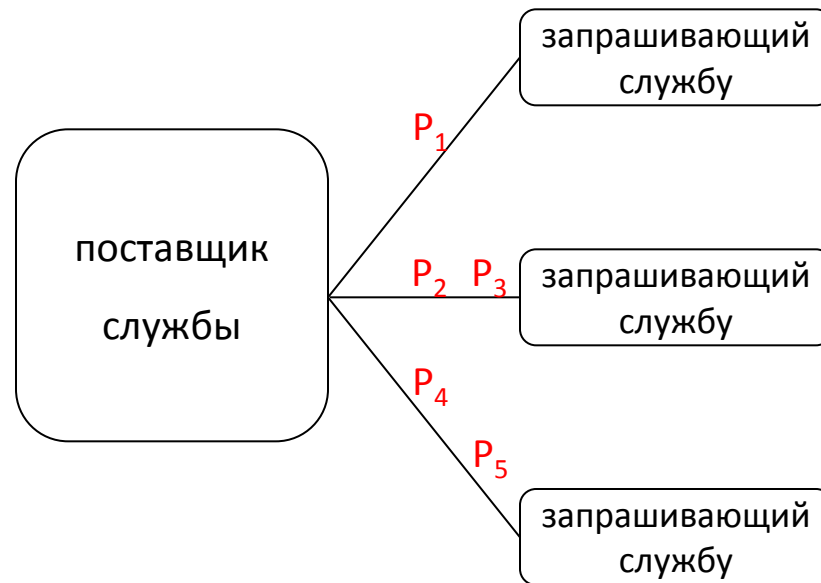 запрашивающий
службу
P₁
поставщик
службы
P₂ P₃
запрашивающий
службу
P₄
P₅
запрашивающий
службу